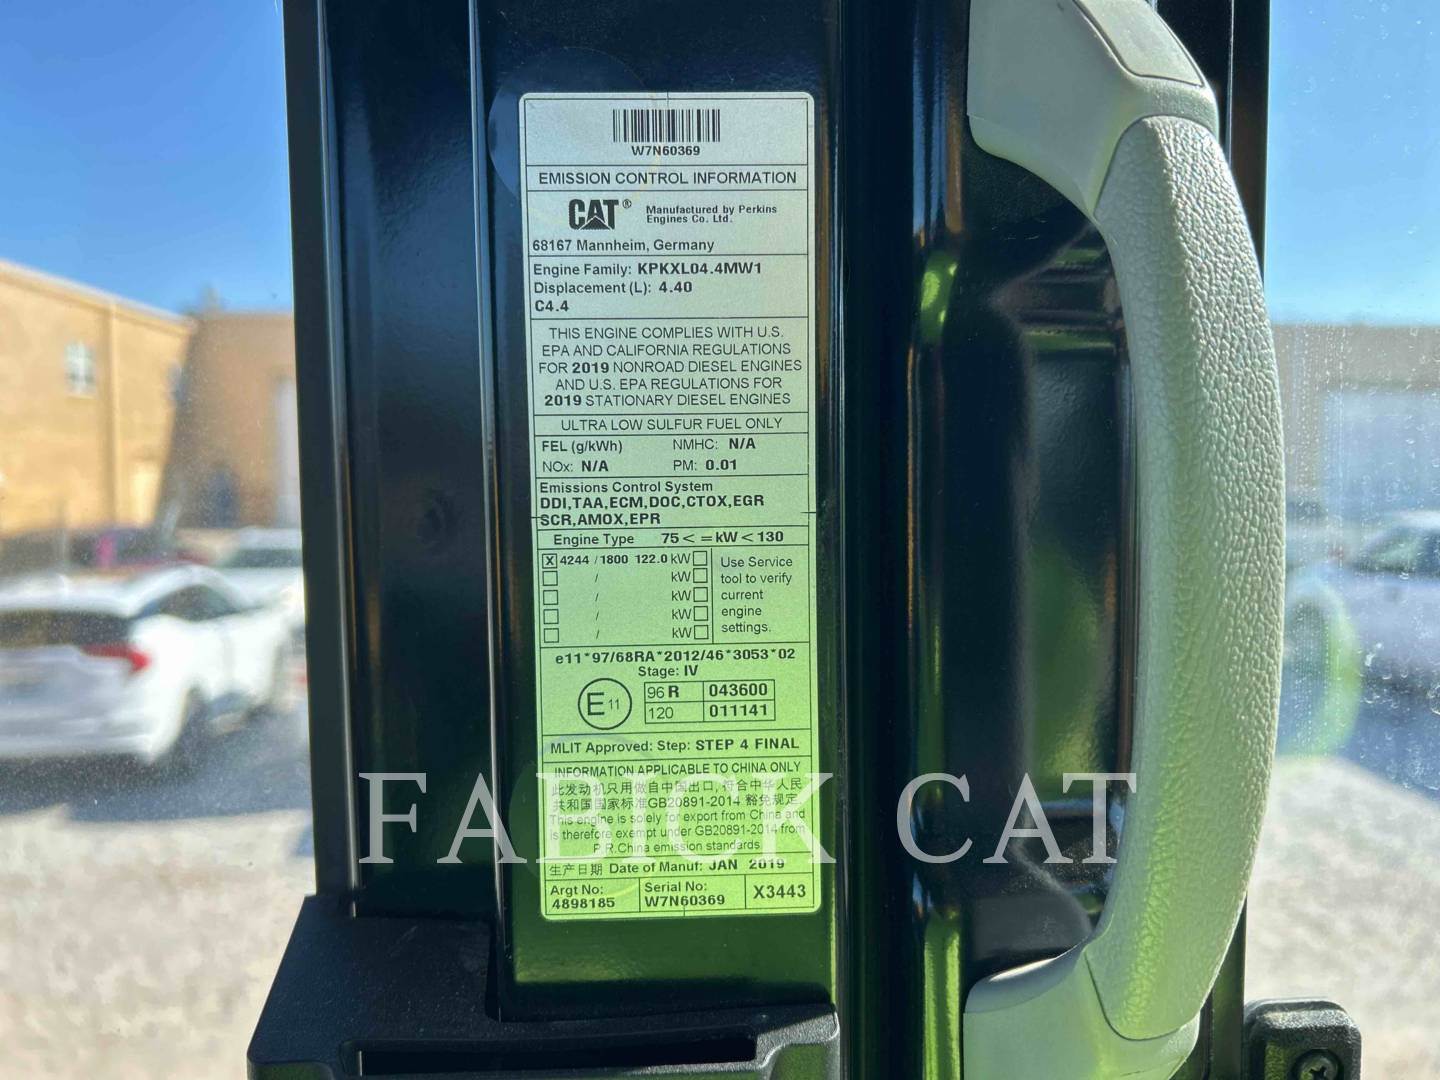 W7N60369
EMISSION CONTROL INFORMATION
CAT® Manufactured by Perkins
Engines Co. Ltd.
68167 Mannheim, Germany
Engine Family: KPKXL04.4MW1
Displacement (L): 4.40
C4.4
THIS ENGINE COMPLIES WITH U.S.
EPA AND CALIFORNIA REGULATIONS
FOR 2019 NONROAD DIESEL ENGINES
AND U.S. EPA REGULATIONS FOR
2019 STATIONARY DIESEL ENGINES
ULTRA LOW SULFUR FUEL ONLY
FEL (g/kWh) NMHC: N/A
NOx: N/A PM: 0.01
Emissions Control System
DDI,TAA,ECM,DOC,CTOX,EGR
SCR,AMOX,EPR
Engine Type 75<=kW<130
X 4244 / 1800 122.0 kW
/ kW
/ kW
/ kW
/ kW
Use Service
tool to verify
current
engine
settings.
e11*97/68RA*2012/46*3053*02
Stage: IV
E 11
96 R 043600
120 011141
MLIT Approved: Step: STEP 4 FINAL
INFORMATION APPLICABLE TO CHINA ONLY
此发动机只用做自中国出口, 符合中华人民
共和国国家标准GB20891-2014 豁免规定.
This engine is solely for export from China and
is therefore exempt under GB20891-2014 from
P.R.China emission standards
生产日期 Date of Manuf: JAN 2019
Argt No:
4898185
Serial No:
W7N60369
X3443
FABICK CAT